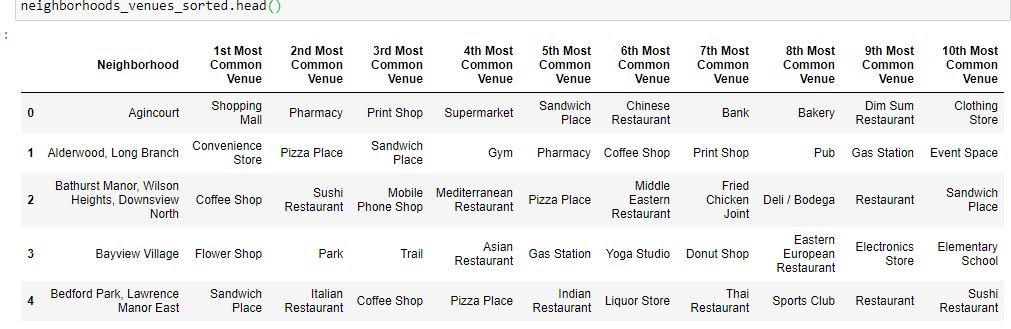 neighborhoods_venues_sorted.head()
:
Neighborhood 1st Most Common Venue 2nd Most Common Venue 3rd Most Common Venue 4th Most Common Venue 5th Most Common Venue 6th Most Common Venue 7th Most Common Venue 8th Most Common Venue 9th Most Common Venue 10th Most Common Venue
0 Agincourt Shopping Mall Pharmacy Print Shop Supermarket Sandwich Place Chinese Restaurant Bank Bakery Dim Sum Restaurant Clothing Store
1 Alderwood, Long Branch Convenience Store Pizza Place Sandwich Place Gym Pharmacy Coffee Shop Print Shop Pub Gas Station Event Space
2 Bathurst Manor, Wilson Heights, Downsview North Coffee Shop Sushi Restaurant Mobile Phone Shop Mediterranean Restaurant Pizza Place Middle Eastern Restaurant Fried Chicken Joint Deli / Bodega Restaurant Sandwich Place
3 Bayview Village Flower Shop Park Trail Asian Restaurant Gas Station Yoga Studio Donut Shop Eastern European Restaurant Electronics Store Elementary School
4 Bedford Park, Lawrence Manor East Sandwich Place Italian Restaurant Coffee Shop Pizza Place Indian Restaurant Liquor Store Thai Restaurant Sports Club Restaurant Sushi Restaurant